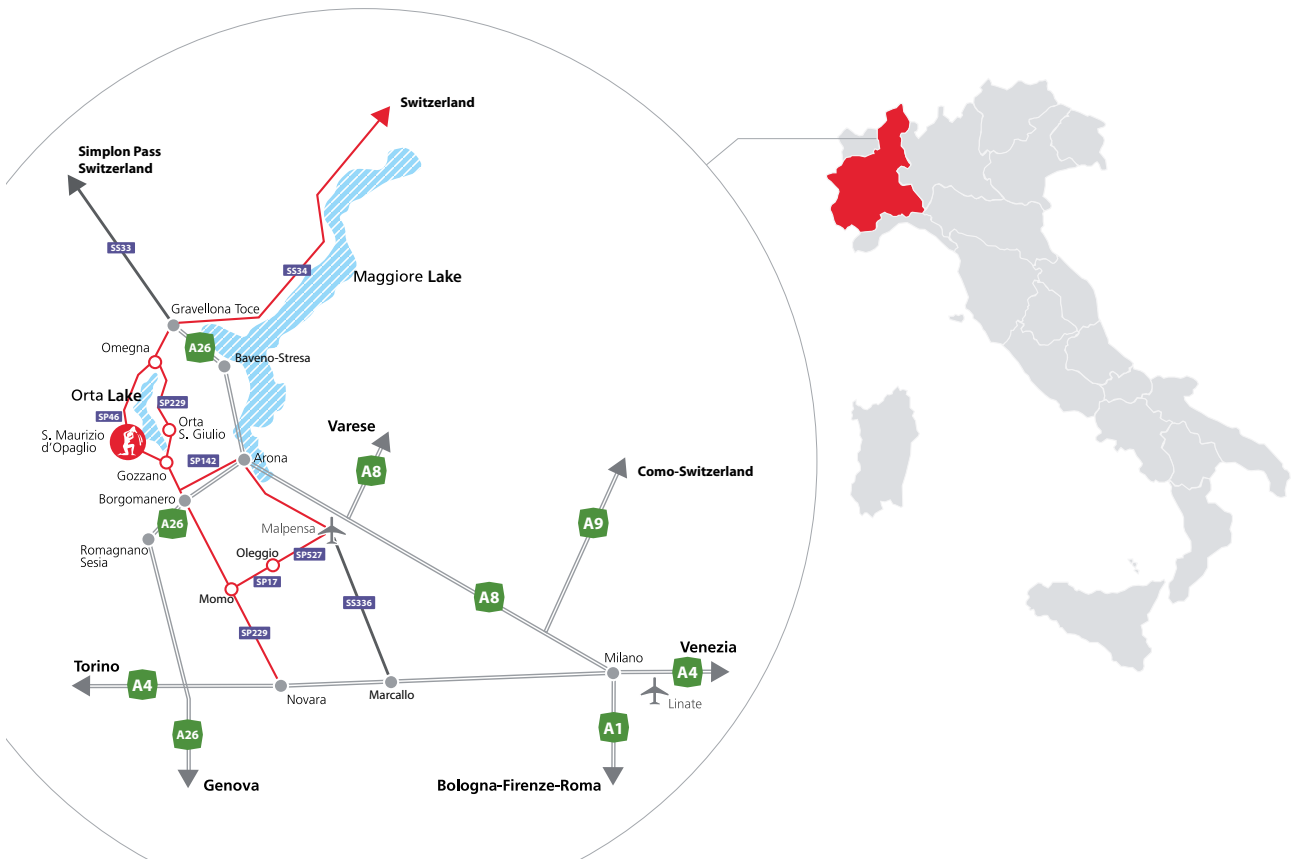 Switzerland
Simplon Pass
Switzerland
SS33
SS34
Maggiore Lake
Gravellona Toce
A26
Omegna
Baveno-Stresa
Orta Lake
SP229
SP46
Orta
S. Giulio
S. Maurizio
d'Opaglio
Varese
SP142
Arona
Gozzano
A8
Como-Switzerland
Borgomanero
A26
Malpensa
A9
Romagnano
Sesia
Oleggio
SP527
SP17
Momo
SS336
A8
SP229
Torino
A4
Milano
Venezia
A4
Novara
Marcallo
Linate
A26
A1
Genova
Bologna-Firenze-Roma